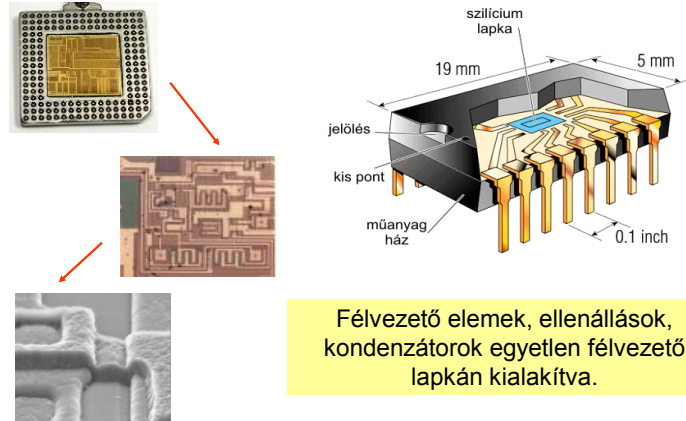 szilícium
lapka
19 mm
5 mm
jelölés
kis pont
műanyag
ház
0.1 inch
Félvezető elemek, ellenállások,
kondenzátorok egyetlen félvezető
lapkán kialakítva.